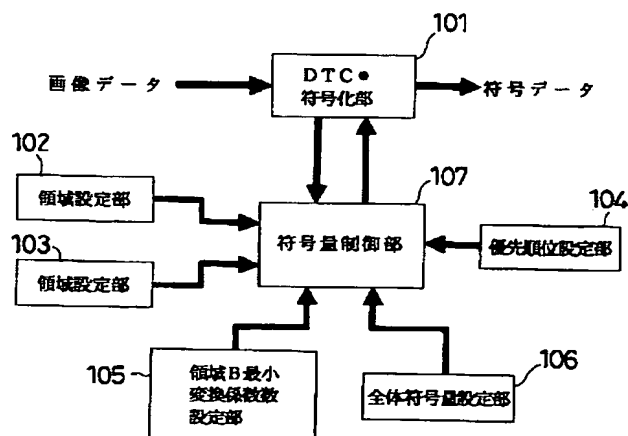 101
画像データ
DTC・
符号化部
符号データ
102
領域設定部
107
符号量制御部
104
優先順位設定部
103
領域設定部
105
領域B最小
変換係数数
設定部
106
全体符号量設定部